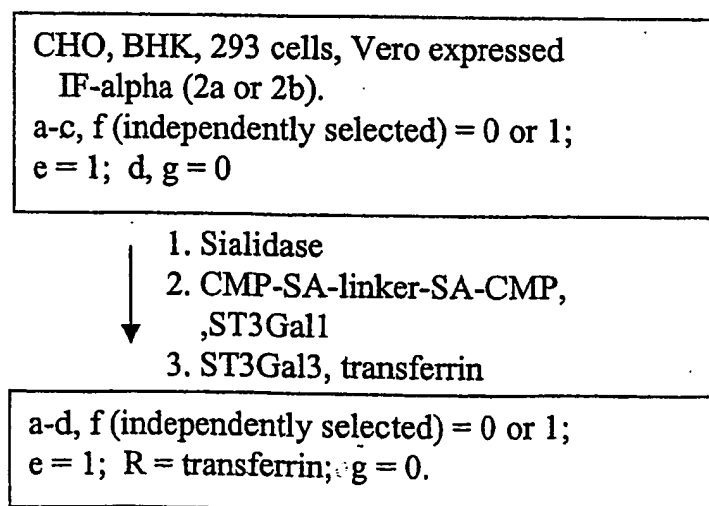 CHO, BHK, 293 cells, Vero expressed
IF-alpha (2a or 2b).
a-c, f (independently selected) = 0 or 1;
e = 1; d, g = 0
1. Sialidase
2. CMP-SA-linker-SA-CMP,
,ST3Gal1
3. ST3Gal3, transferrin
a-d, f (independently selected) = 0 or 1;
e = 1; R = transferrin; g = 0.